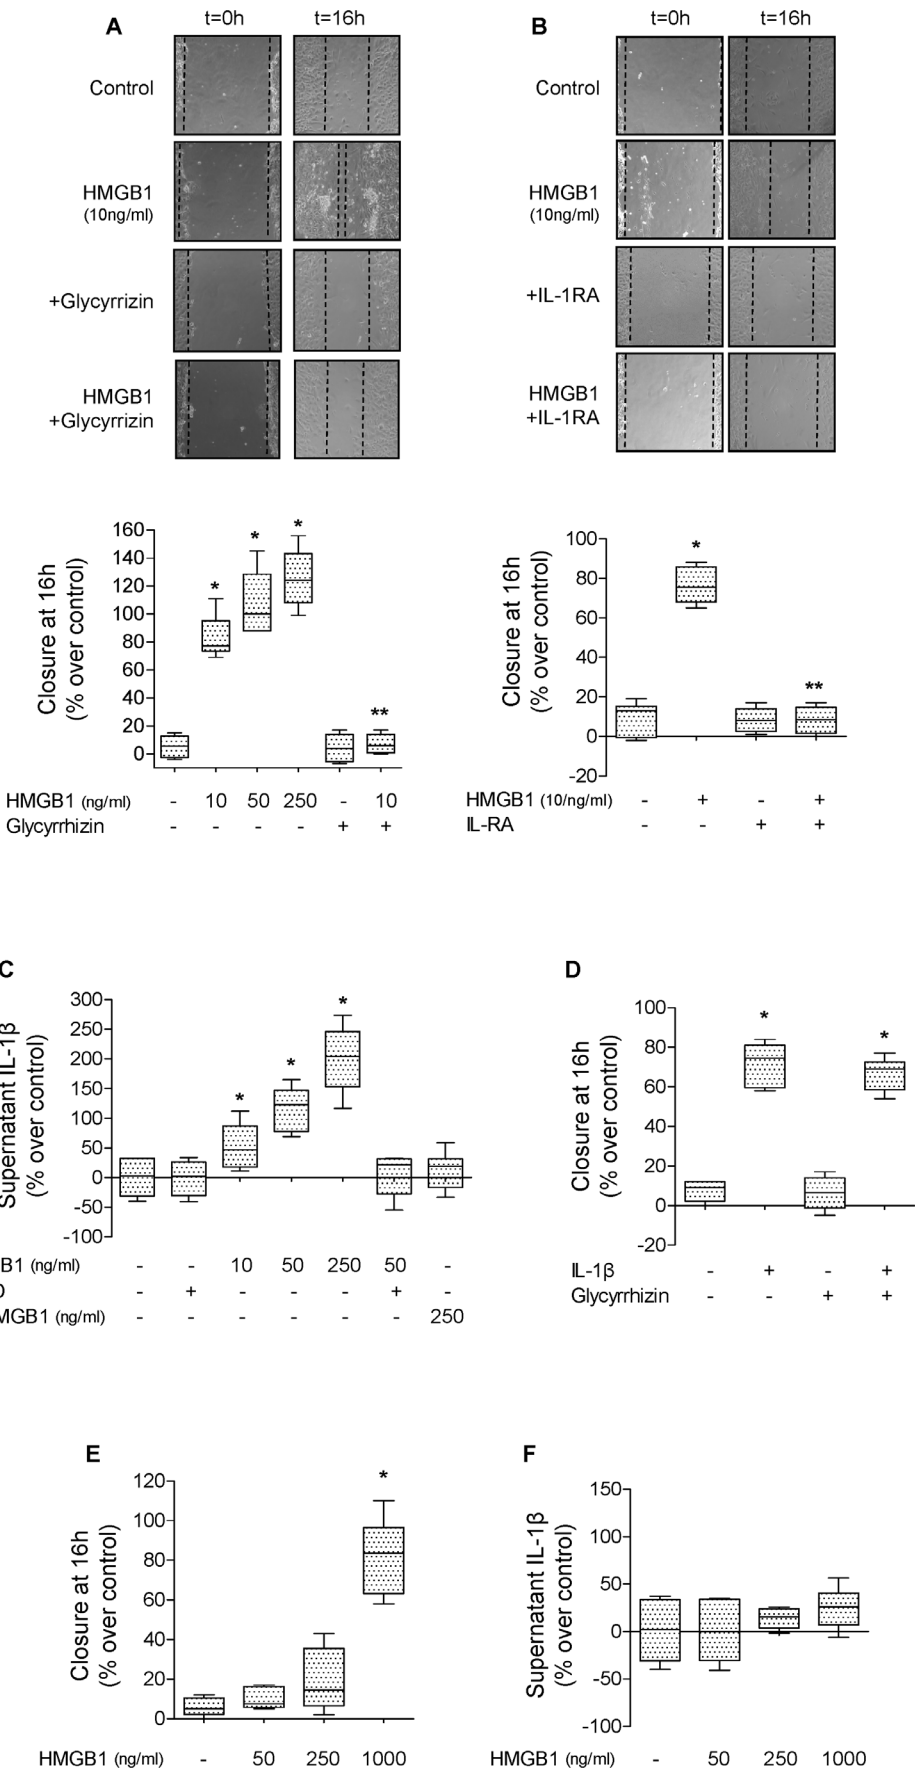 A
t=0h t=16h
Control
HMGB1
(10ng/ml)
+Glycyrrizin
HMGB1
+Glycyrrizin
B
t=0h t=16h
Control
HMGB1
(10ng/ml)
+IL-1RA
HMGB1
+IL-1RA
Closure at 16h
(% over control)
160
140
120
100
80
60
40
20
0
* * * **
HMGB1 (ng/ml) - 10 50 250 - 10
Glycyrrhizin - - - - + +
Closure at 16h
(% over control)
100
80
60
40
20
0
-20
* **
HMGB1 (10/ng/ml) - + - +
IL-RA - - + +
C
Supernatant IL-1β
(% over control)
300
250
200
150
100
50
0
-50
-100
* * *
B1 (ng/ml) - - 10 50 250 50 -
- + - - - + -
MGB1 (ng/ml) - - - - - - 250
D
Closure at 16h
(% over control)
100
80
60
40
20
0
-20
* *
IL-1β - + - +
Glycyrrhizin - - + +
E
Closure at 16h
(% over control)
120
100
80
60
40
20
0
*
HMGB1 (ng/ml) - 50 250 1000
F
Supernatant IL-1β
(% over control)
150
100
50
0
-50
-100
HMGB1 (ng/ml) - 50 250 1000